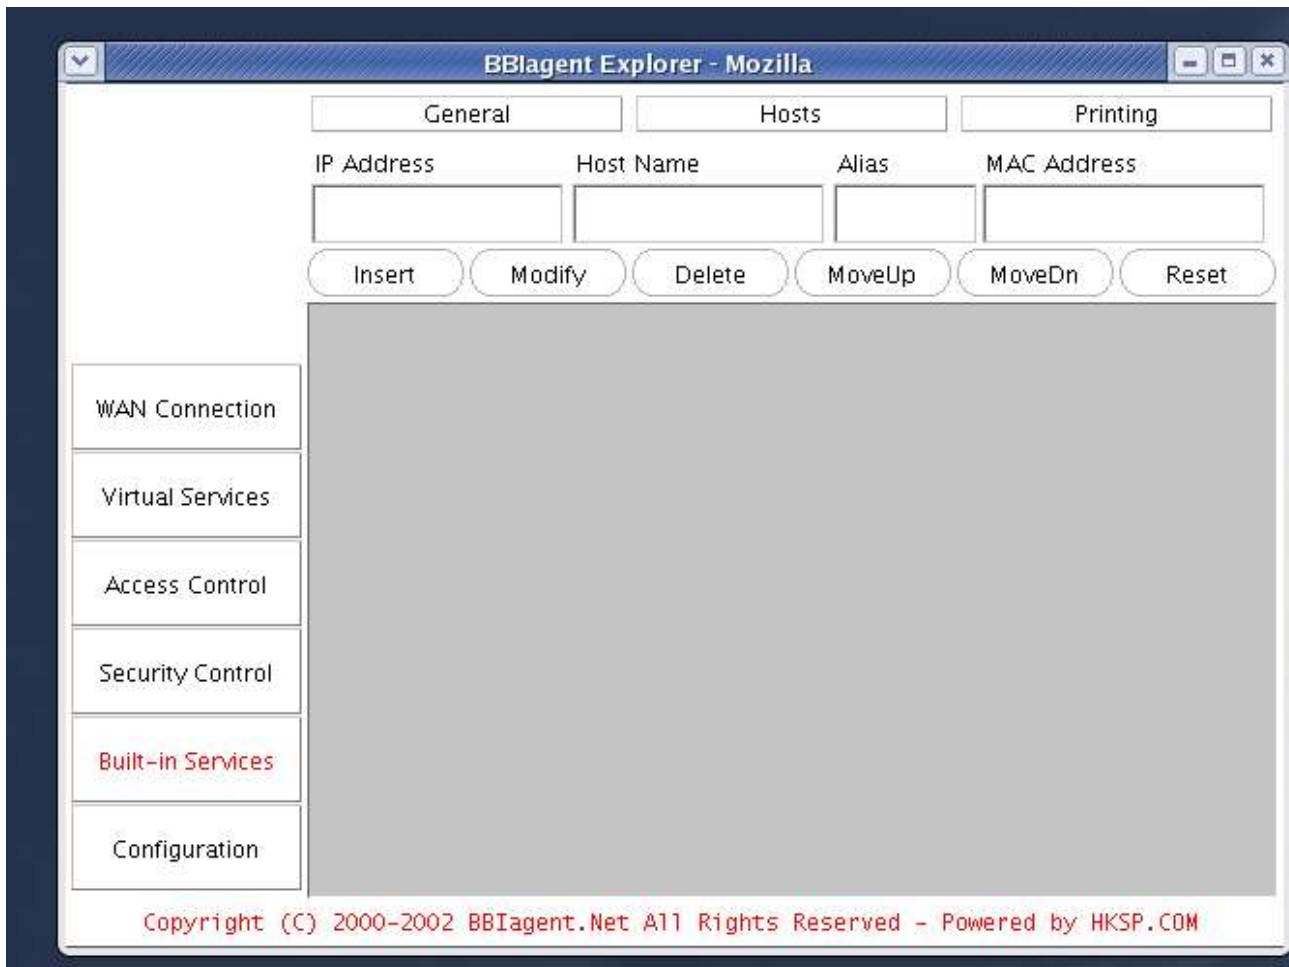 BBIagent Explorer - Mozilla
General Hosts Printing
IP Address Host Name Alias MAC Address
Insert Modify Delete MoveUp MoveDn Reset
WAN Connection
Virtual Services
Access Control
Security Control
Built-in Services
Configuration
Copyright (C) 2000-2002 BBIagent.Net All Rights Reserved - Powered by HKSP.COM